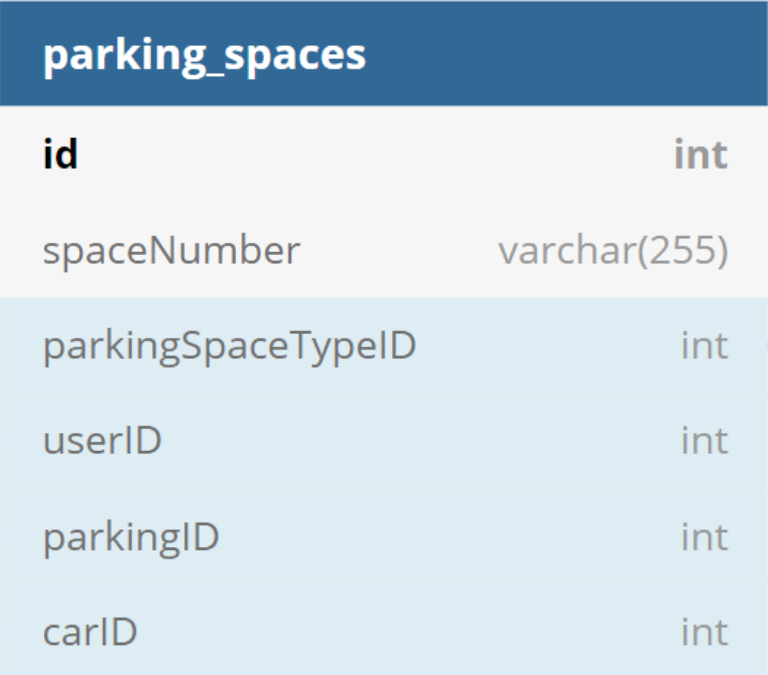 parking_spaces
id int
spaceNumber varchar(255)
parkingSpaceTypeID int
userID int
parkingID int
carID int